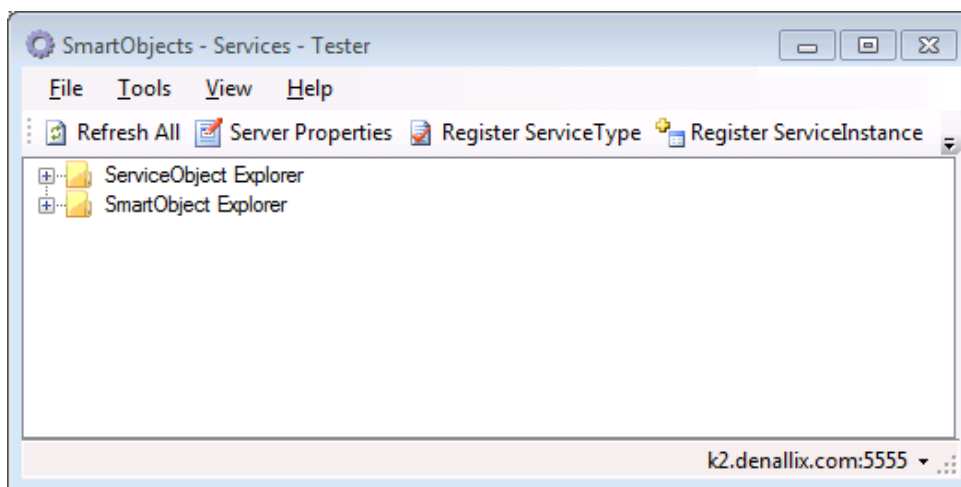 SmartObjects - Services - Tester
File Tools View Help
Refresh All Server Properties Register ServiceType Register ServiceInstance
ServiceObject Explorer
SmartObject Explorer
k2.denallix.com:5555